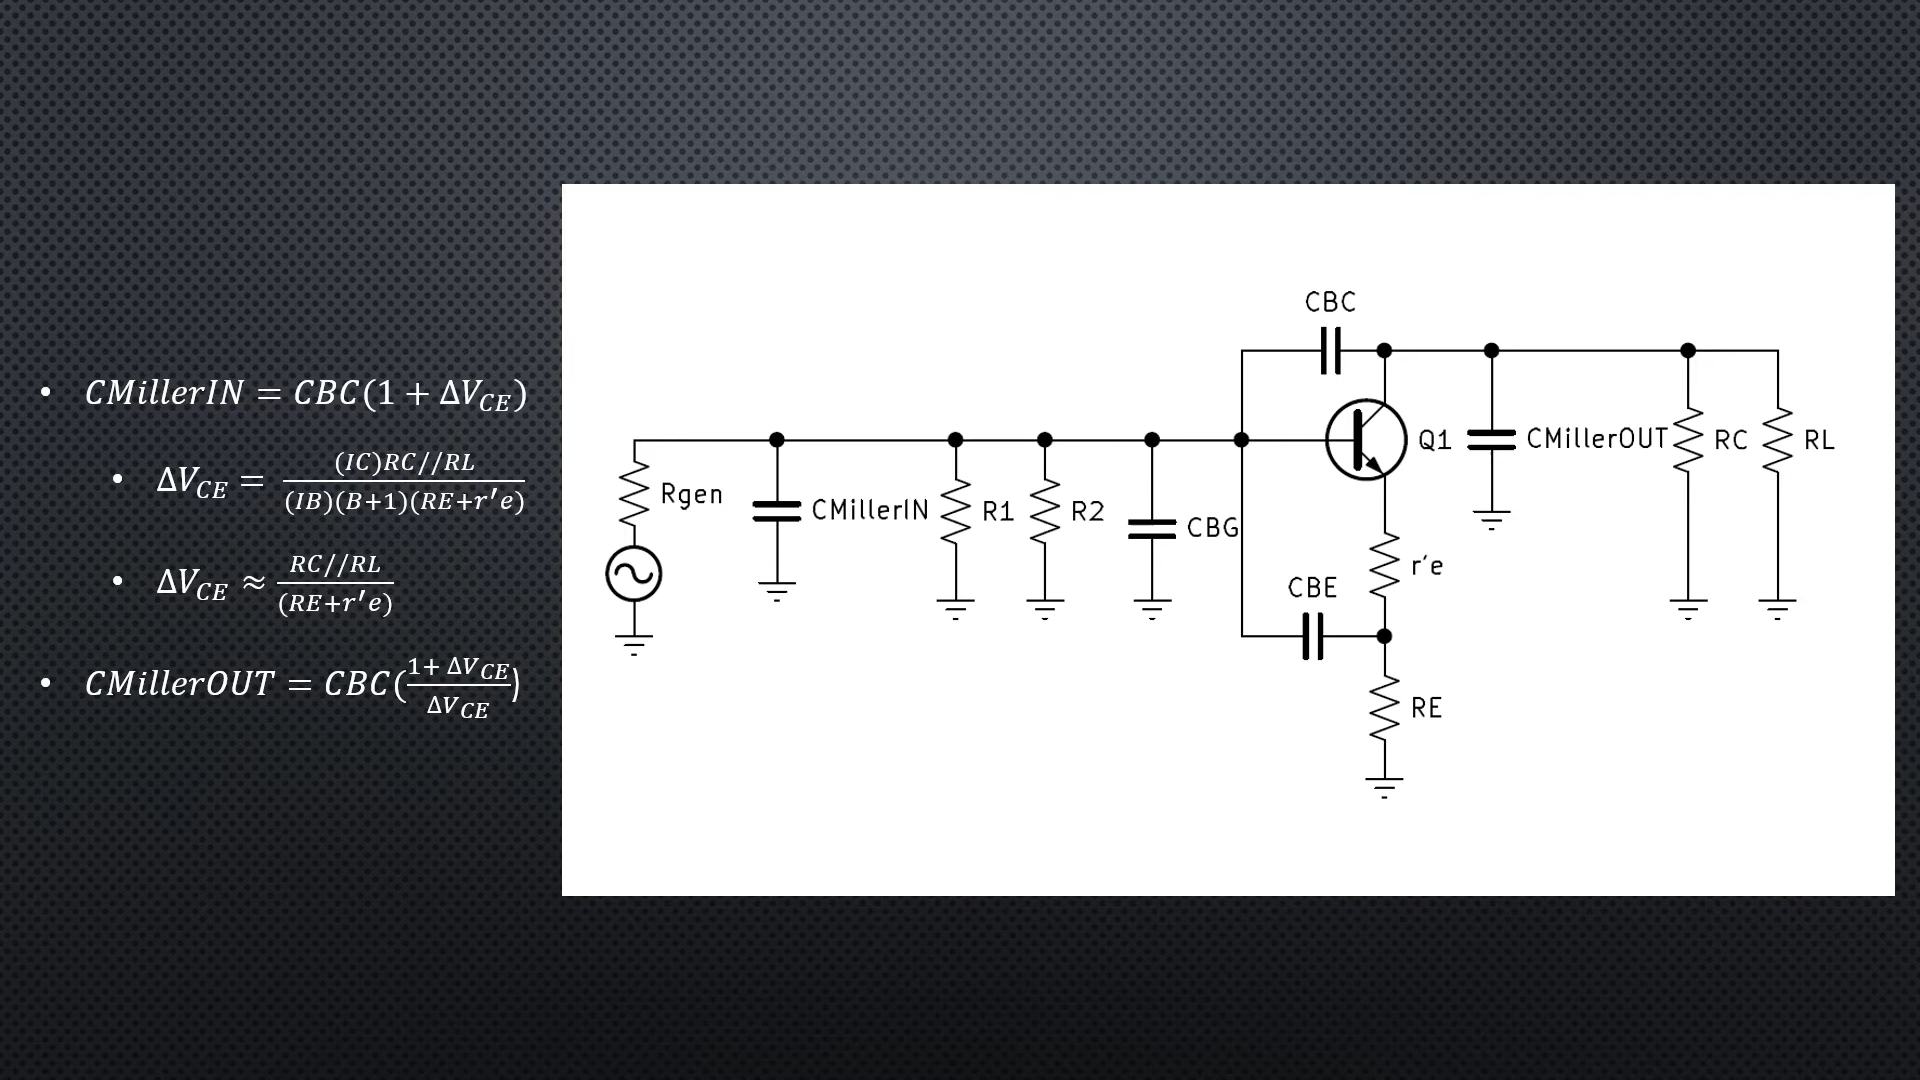 • CMillerIN = CBC(1 + ΔV_CE)
• ΔV_CE = (IC)RC//RL / (IB)(B+1)(RE+r'e)
• ΔV_CE ≈ RC//RL / (RE+r'e)
• CMillerOUT = CBC(1+ ΔV_CE / ΔV_CE)
CBC
Rgen
CMillerIN
R1
R2
CBG
Q1
CMillerOUT
RC
RL
r'e
CBE
RE